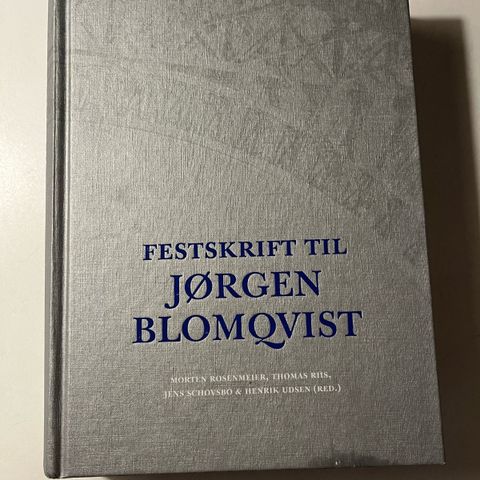 FESTSKRIFT TIL
JØRGEN
BLOMQVIST
MORTEN ROSENMEIER, THOMAS RIIS,
JENS SCHOVSBO & HENRIK UDSEN (RED.)